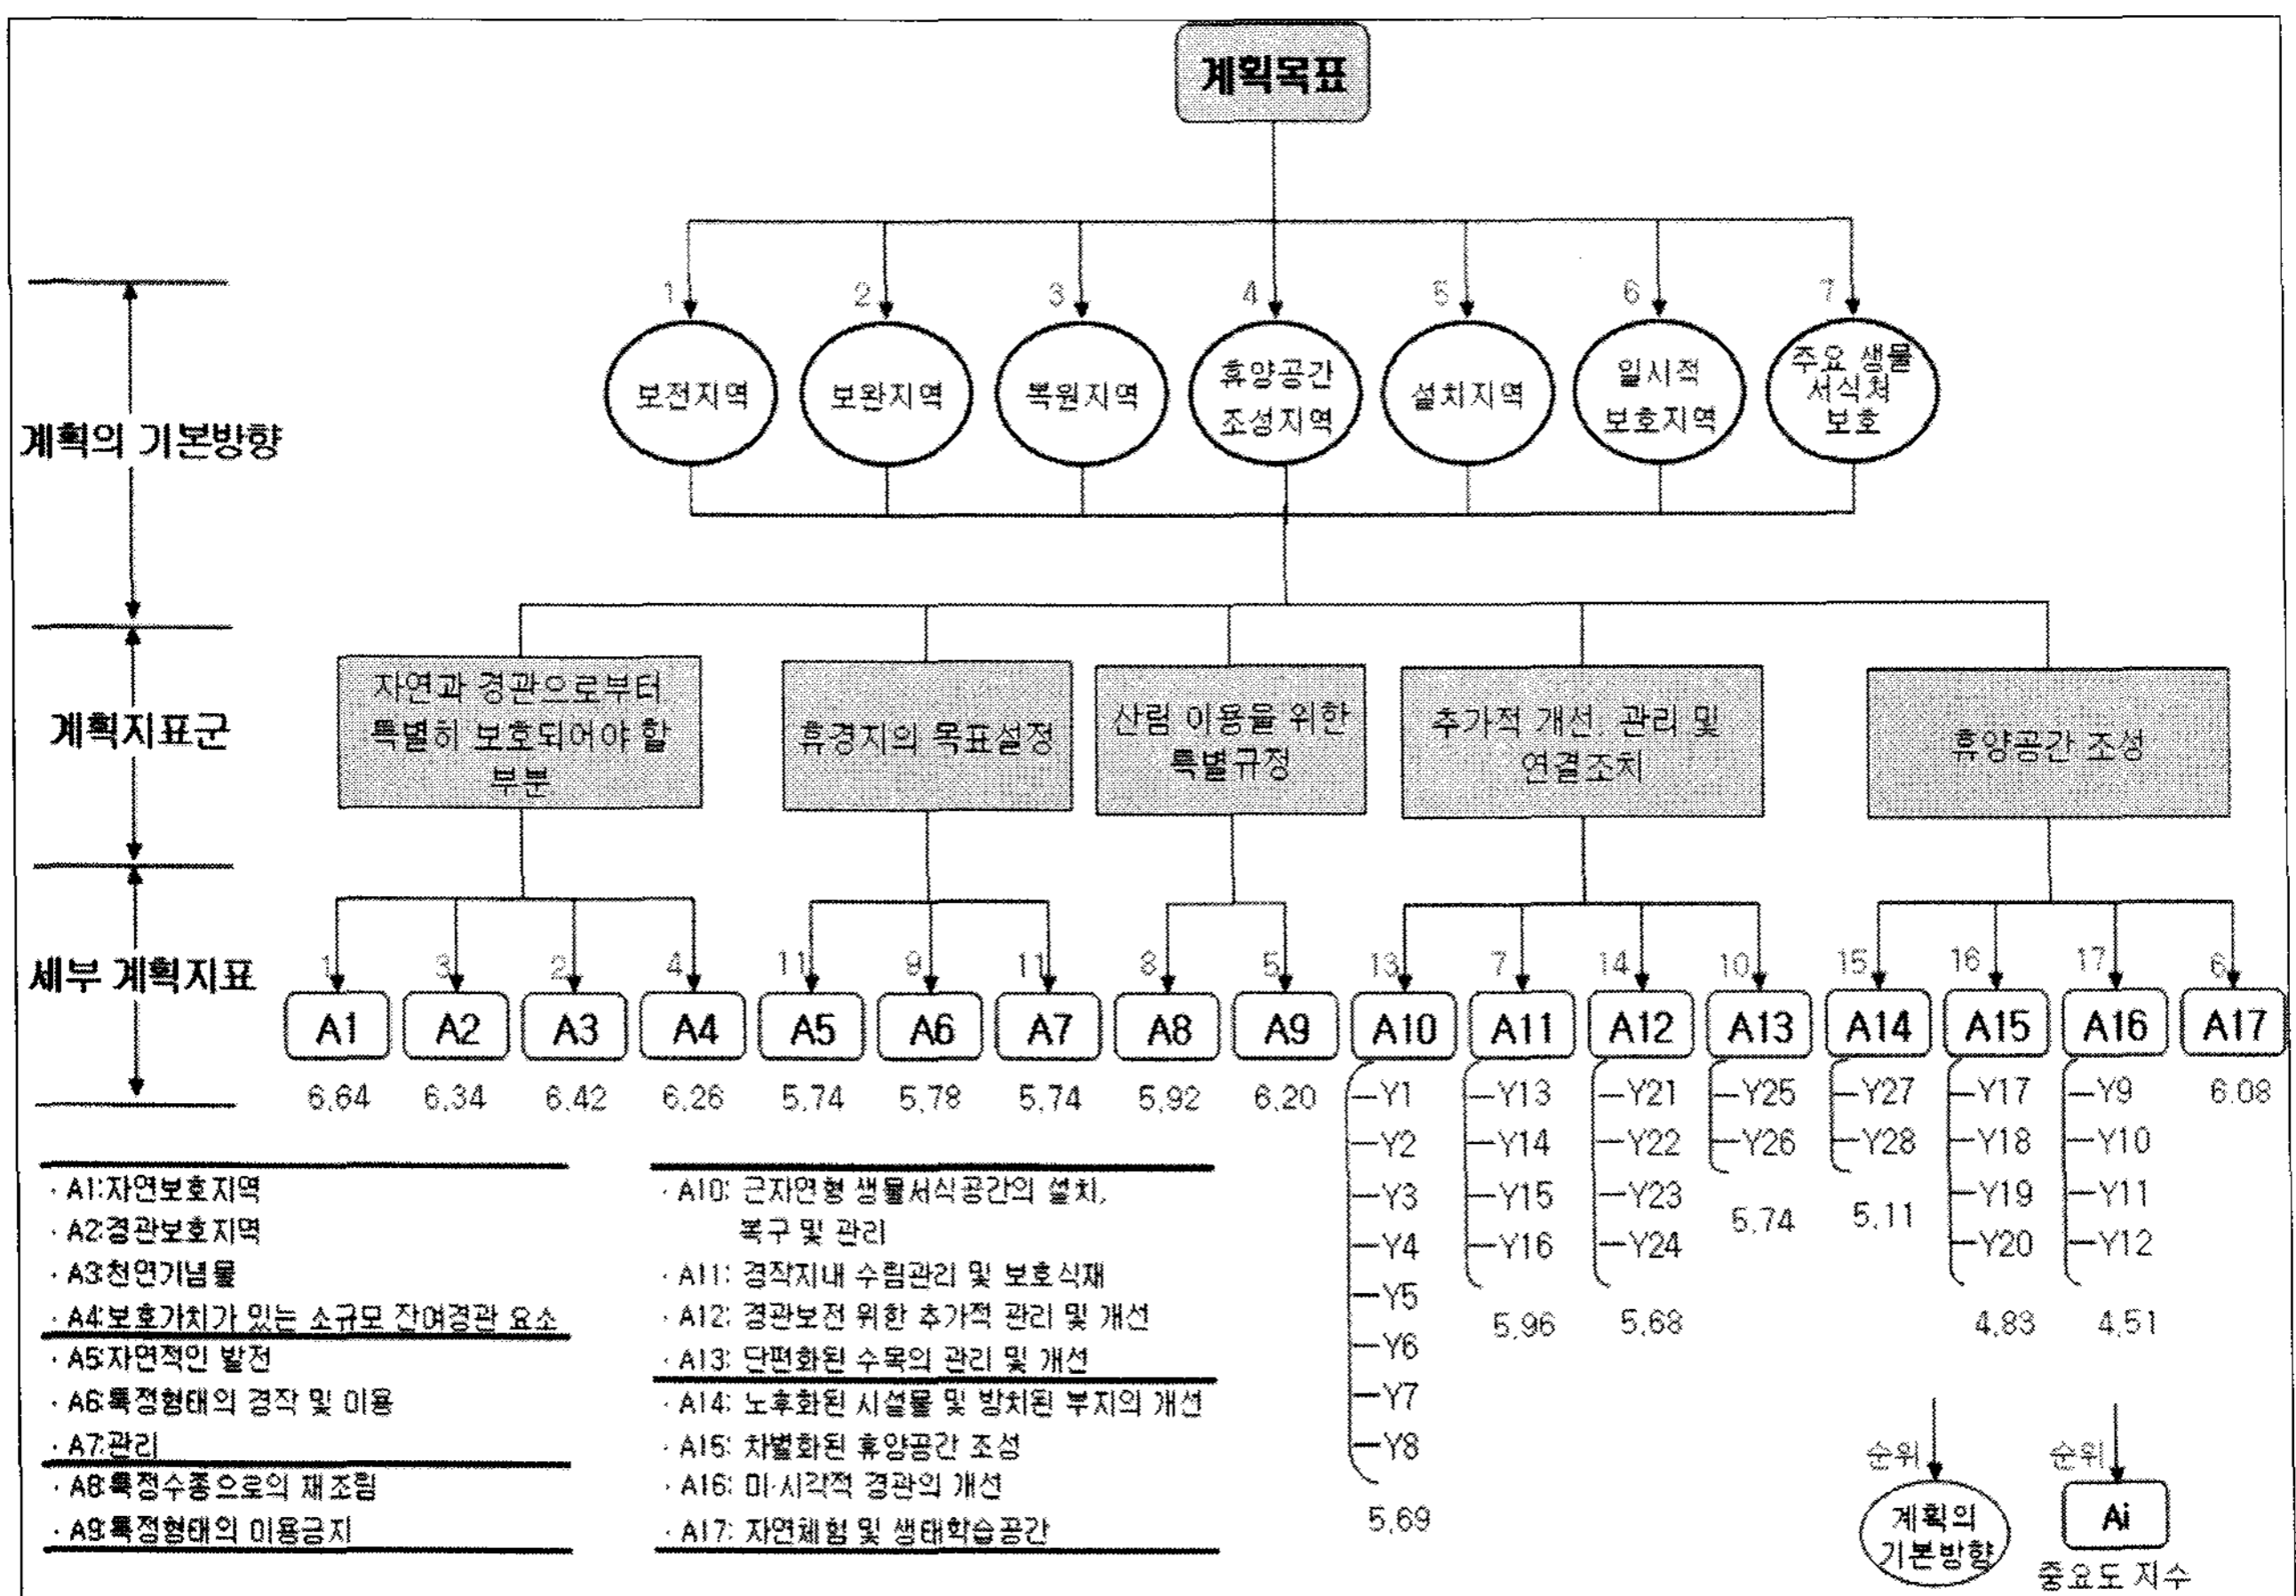 계획목표
1 2 3 4 5 6 7
보전지역
보완지역
복원지역
휴양공간
조성지역
설치지역
일시적
보호지역
주요 생물
서식처
보호
계획의 기본방향
계획지표군
자연과 경관으로부터
특별히 보호되어야 할
부분
휴경지의 목표설정
산림 이용을 위한
특별규정
추가적 개선. 관리 및
연결조치
휴양공간 조성
세부 계획지표
1 3 2 4 11 9 11 8 5 13 7 14 10 15 16 17 6
A1 A2 A3 A4 A5 A6 A7 A8 A9 A10 A11 A12 A13 A14 A15 A16 A17
6,64 6,34 6,42 6,26 5,74 5,78 5,74 5,92 6,20
Y1
Y2
Y3
Y4
Y5
Y6
Y7
Y8
5,69
Y13
Y14
Y15
Y16
5,96
Y21
Y22
Y23
Y24
5,68
Y25
Y26
5,74
Y27
Y28
5,11
Y17
Y18
Y19
Y20
4,83
Y9
Y10
Y11
Y12
4,51
6.08
· A1:자연보호지역
· A2:경관보호지역
· A3:천연기념물
· A4:보호가치가 있는 소규모 잔여경관 요소
· A5:자연적인 발전
· A6:특정형태의 경작 및 이용
· A7:관리
· A8:특정수종으로의 재조림
· A9:특정형태의 이용금지
· A10: 근자연형 생물서식공간의 설치,
복구 및 관리
· A11: 경작지내 수림관리 및 보호식재
· A12: 경관보전 위한 추가적 관리 및 개선
· A13: 단편화된 수목의 관리 및 개선
· A14: 노후화된 시설물 및 방치된 부지의 개선
· A15: 차별화된 휴양공간 조성
· A16: 미·시각적 경관의 개선
· A17: 자연체험 및 생태학습공간
순위
계획의
기본방향
순위
Ai
중요도 지수